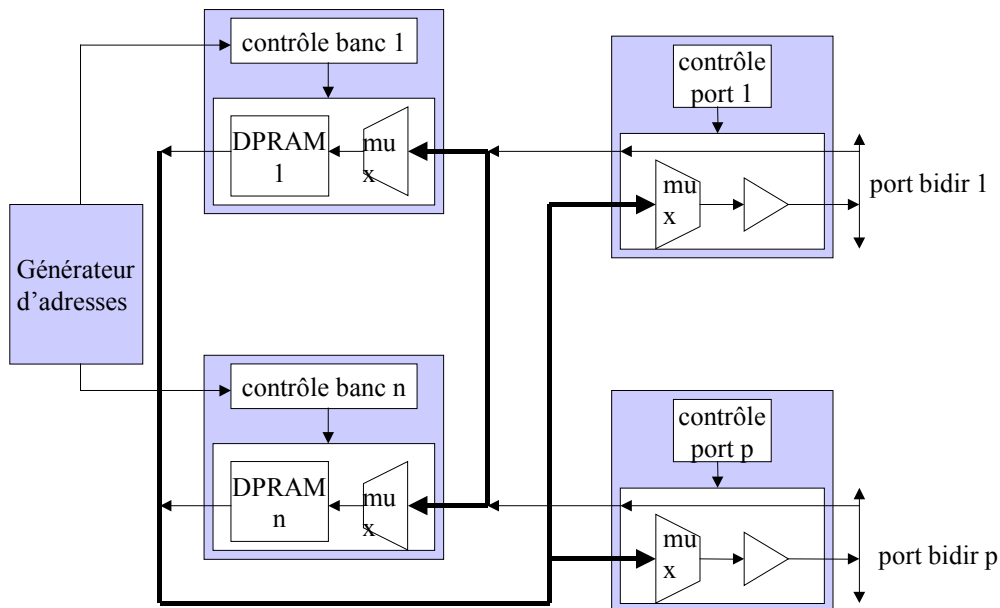 contrôle banc 1
DPRAM
1
mu
x
contrôle
port 1
mu
x
port bidir 1
Générateur
d’adresses
contrôle banc n
DPRAM
n
mu
x
contrôle
port p
mu
x
port bidir p